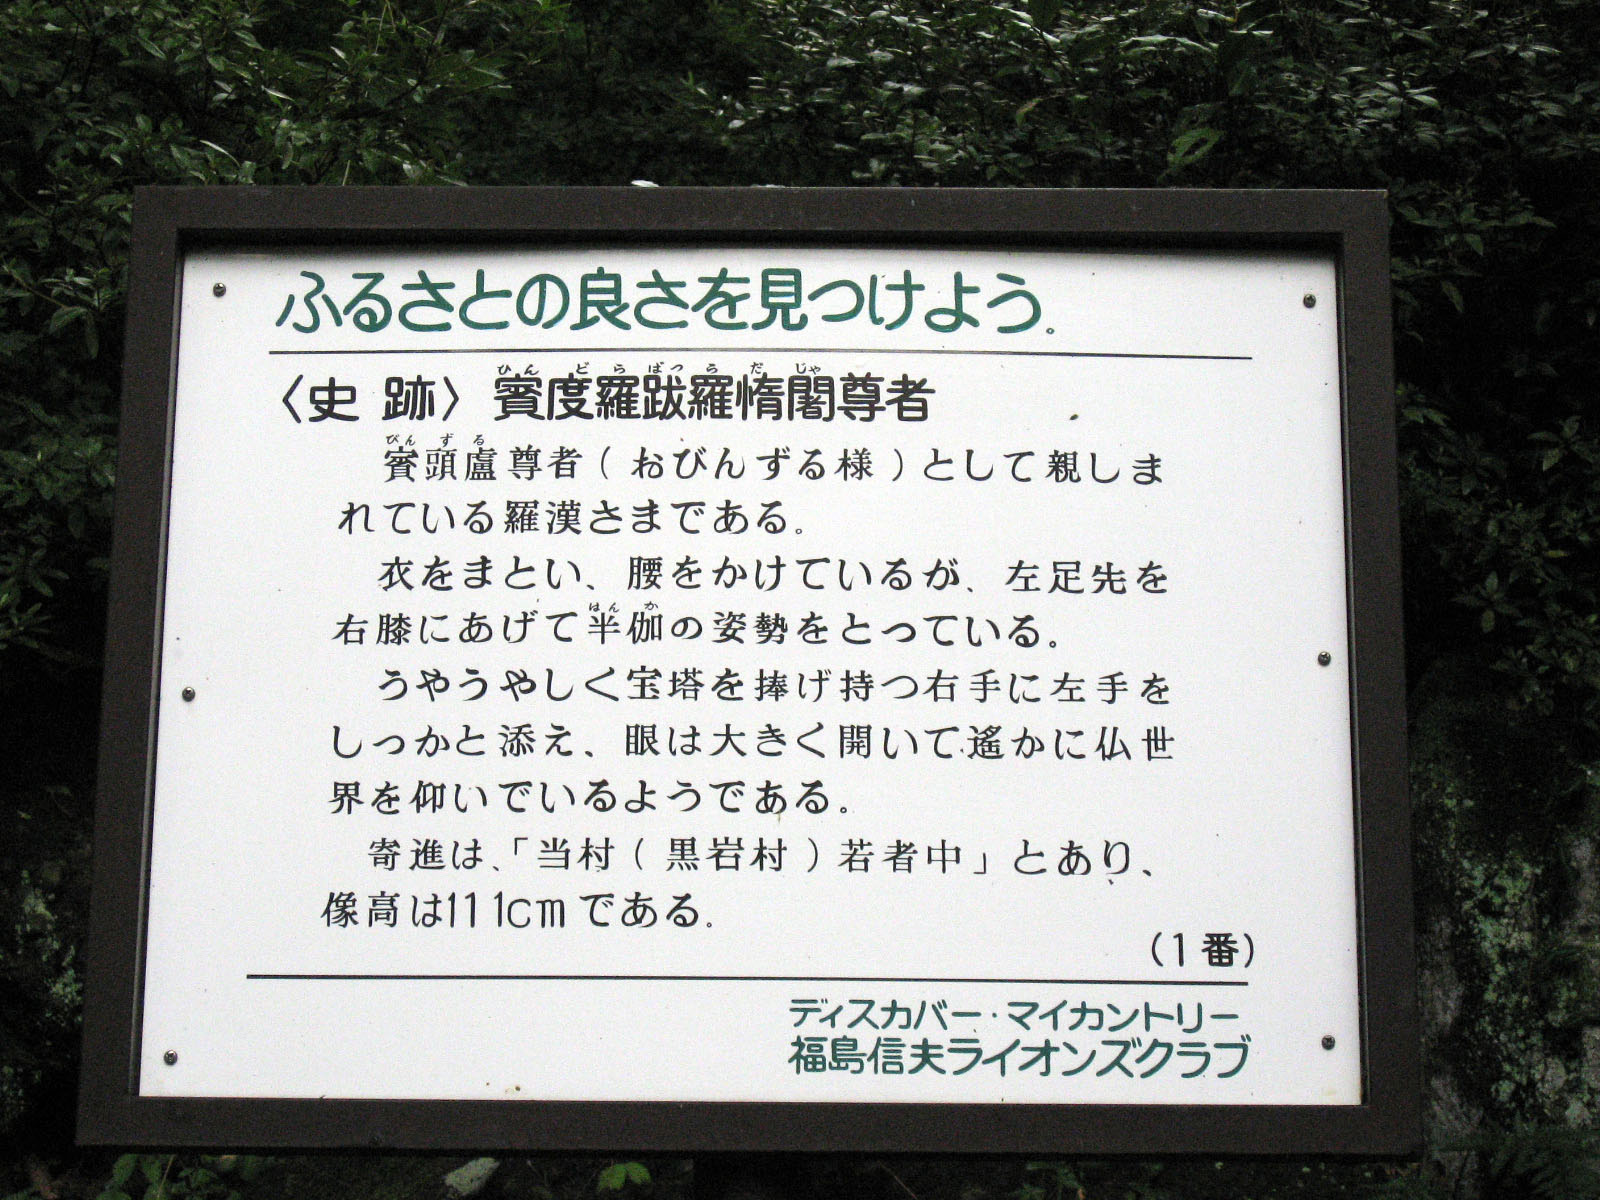 ふるさとの良さを見つけよう。
〈史 跡〉賓度羅跋羅惰闍尊者
賓頭盧尊者(おびんずる様)として親しま
れている羅漢さまである。
衣をまとい、腰をかけているが、左足先を
右膝にあげて半伽の姿勢をとっている。
うやうやしく宝塔を捧げ持つ右手に左手を
しっかと添え、眼は大きく開いて遙かに仏世
界を仰いでいるようである。
寄進は、「当村(黒岩村)若者中」とあり、
像高は111cmである。
(1番)
ディスカバー・マイカントリー
福島信夫ライオンズクラブ